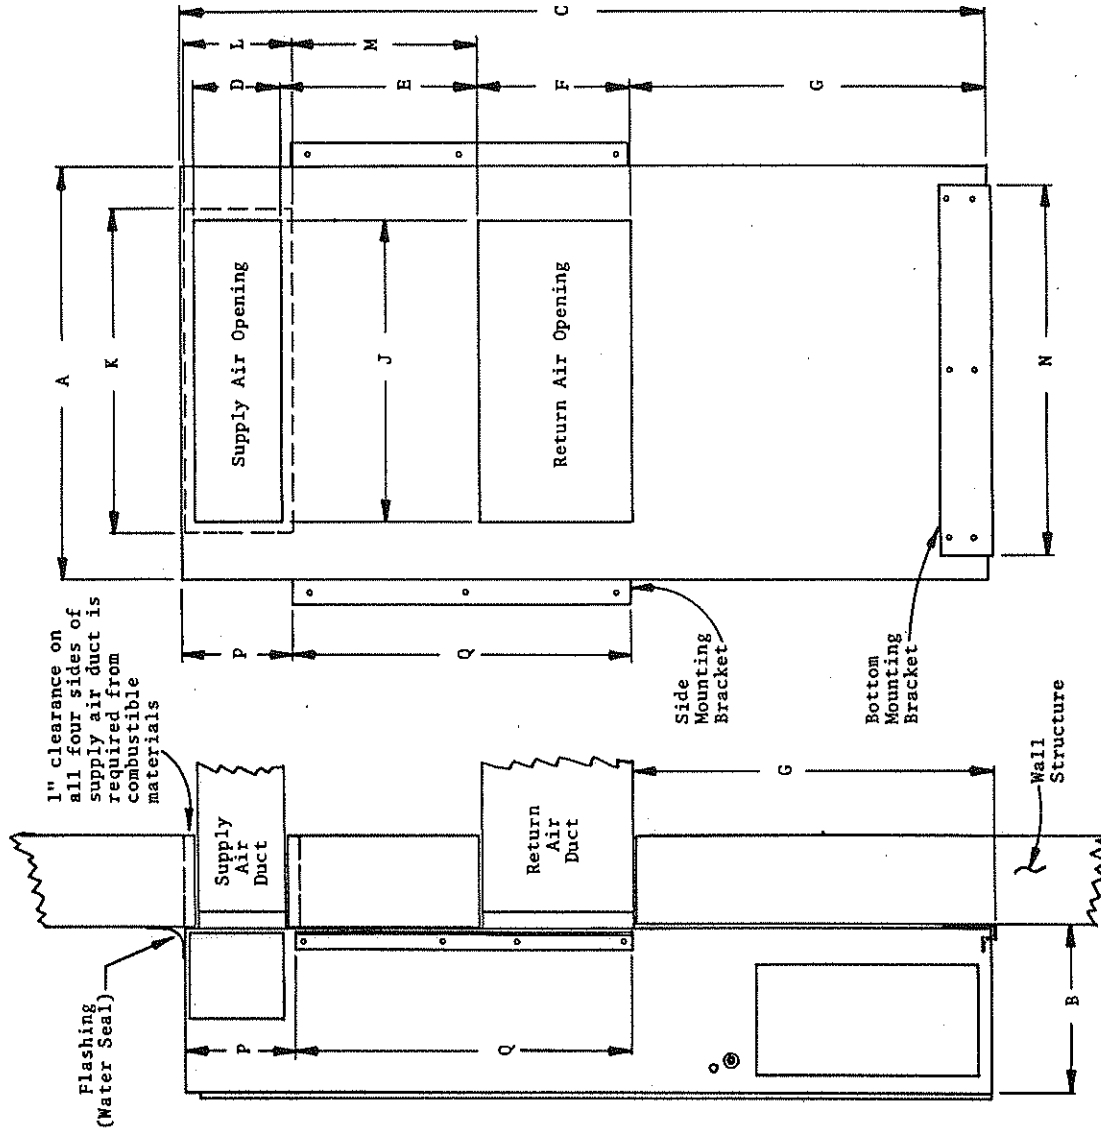 Flashing
(Water Seal)
1" clearance on
all four sides of
supply air duct is
required from
combustible
materials
Supply
Air
Duct
Return
Air
Duct
P
Q
G
B
Wall
Structure
A
K
Supply Air Opening
J
Return Air Opening
N
P
Q
Side
Mounting
Bracket
Bottom
Mounting
Bracket
L
D
M
E
F
G
C